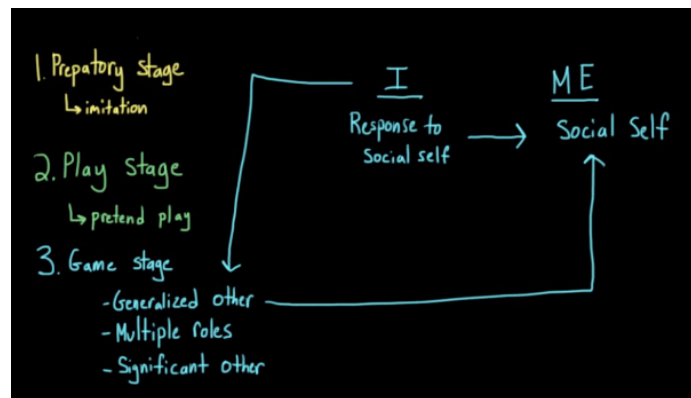 1. Prepatory stage
↳ imitation
2. Play stage
↳ pretend play
3. Game stage
- Generalized other
- Multiple roles
- Significant other
I
Response to
Social self
ME
Social Self